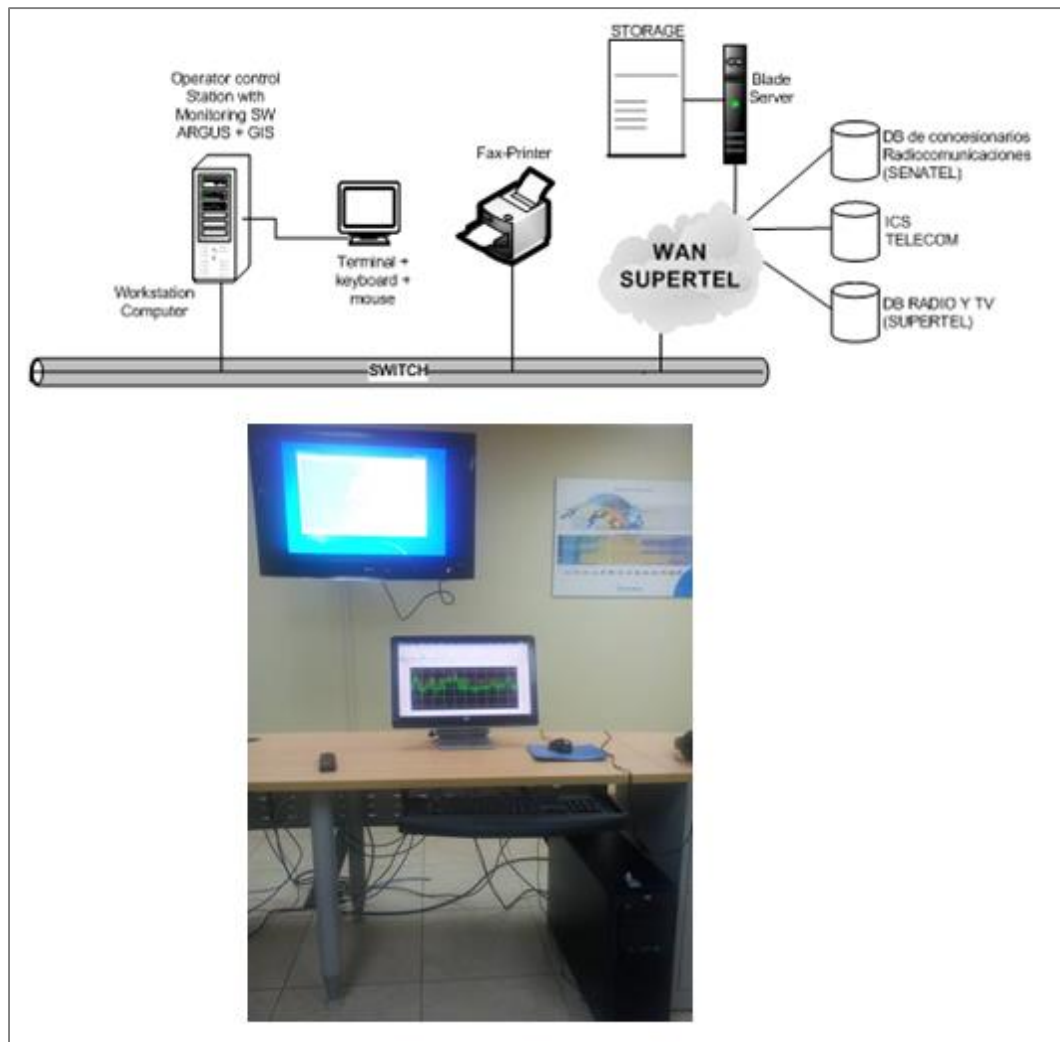 STORAGE
Operator control
Station with
Monitoring SW
ARGUS + GIS
Blade
Server
Fax-Printer
DB de concesionarios
Radiocomunicaciones
(SENATEL)
Terminal +
keyboard +
mouse
Workstation
Computer
WAN
SUPERTEL
ICS
TELECOM
DB RADIO Y TV
(SUPERTEL)
SWITCH